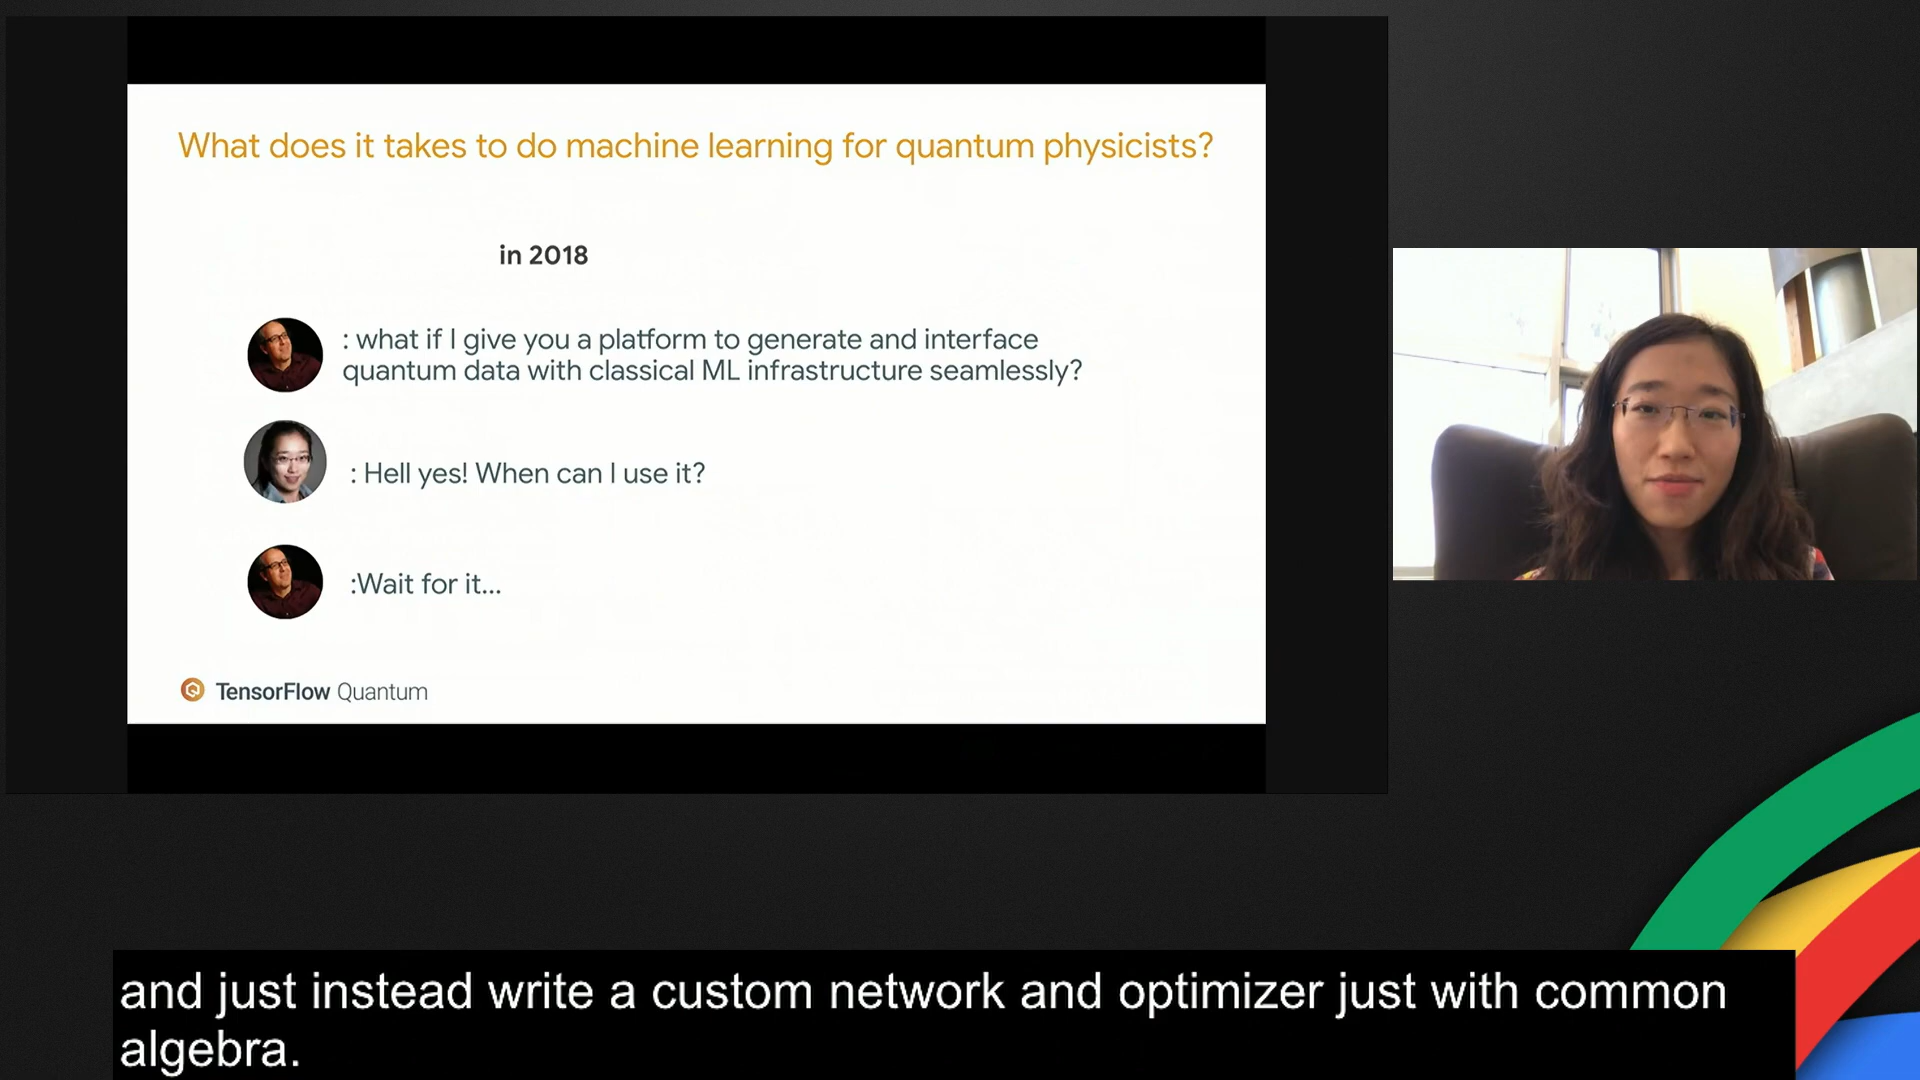 What does it takes to do machine learning for quantum physicists?
in 2018
: what if I give you a platform to generate and interface
quantum data with classical ML infrastructure seamlessly?
: Hell yes! When can I use it?
:Wait for it...
TensorFlow Quantum
and just instead write a custom network and optimizer just with common
algebra.